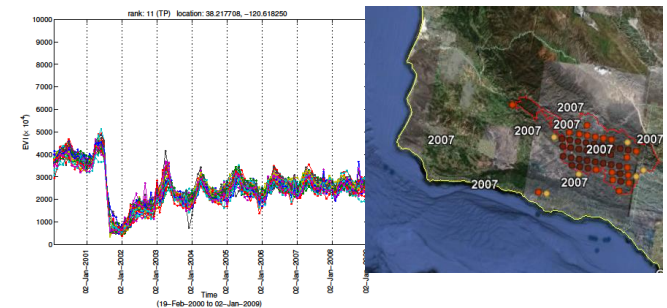 rank: 11 (TP) location: 38.217708, −120.618250
10000
9000
8000
7000
6000
5000
4000
3000
2000
1000
0
EVI (× 10⁴)
02-Jan-2001
02-Jan-2002
02-Jan-2003
02-Jan-2004
02-Jan-2005
02-Jan-2006
02-Jan-2007
02-Jan-2008
Time
(19-Feb-2000 to 02-Jan-2009)
2007
2007
2007
2007
2007
2007
2007
2007
2007